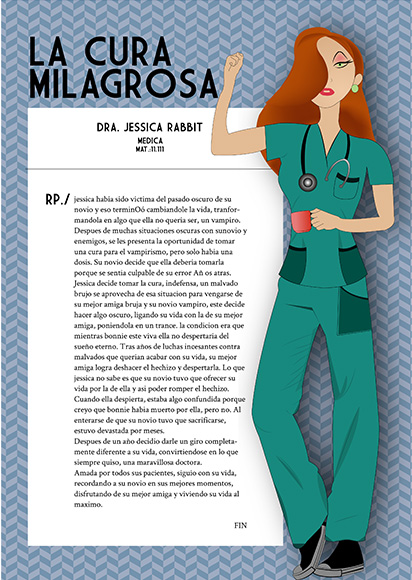 LA CURA
MILAGROSA
DRA. JESSICA RABBIT
MEDICA
MAT.:11.111
RP./
jessica habia sido victima del pasado oscuro de su
novio y eso terminOó cambiandole la vida, tranfor-
mandola en algo que ella no queria ser, un vampiro.
Despues de muchas situaciones oscuras con sunovio y
enemigos, se les presenta la oportunidad de tomar
una cura para el vampirismo, pero solo habia una
dosis. Su novio decide que ella deberia tomarla
porque se sentia culpable de su error Añ os atras.
Jessica decide tomar la cura, indefensa, un malvado
brujo se aprovecha de esa situacion para vengarse de
su mejor amiga bruja y su novio vampiro, este decide
hacer algo oscuro, ligando su vida con la de su mejor
amiga, poniendola en un trance. la condicion era que
mientras bonnie este viva ella no despertaria del
sueño eterno. Tras años de luchas incesantes contra
malvados que querian acabar con su vida, su mejor
amiga logra deshacer el hechizo y despertarla. Lo que
jessica no sabe es que su novio tuvo que ofrecer su
vida por la de ella y asi poder romper el hechizo.
Cuando ella despierta, estaba algo confundida porque
creyo que bonnie habia muerto por ella, pero no. Al
enterarse de que su novio tuvo que sacrificarse,
estuvo devastada por meses.
Despues de un año decidio darle un giro completa-
mente diferente a su vida, convirtiendose en lo que
siempre quiso, una maravillosa doctora.
Amada por todos sus pacientes, siguio con su vida,
recordando a su novio en sus mejores momentos,
disfrutando de su mejor amiga y viviendo su vida al
maximo.
FIN